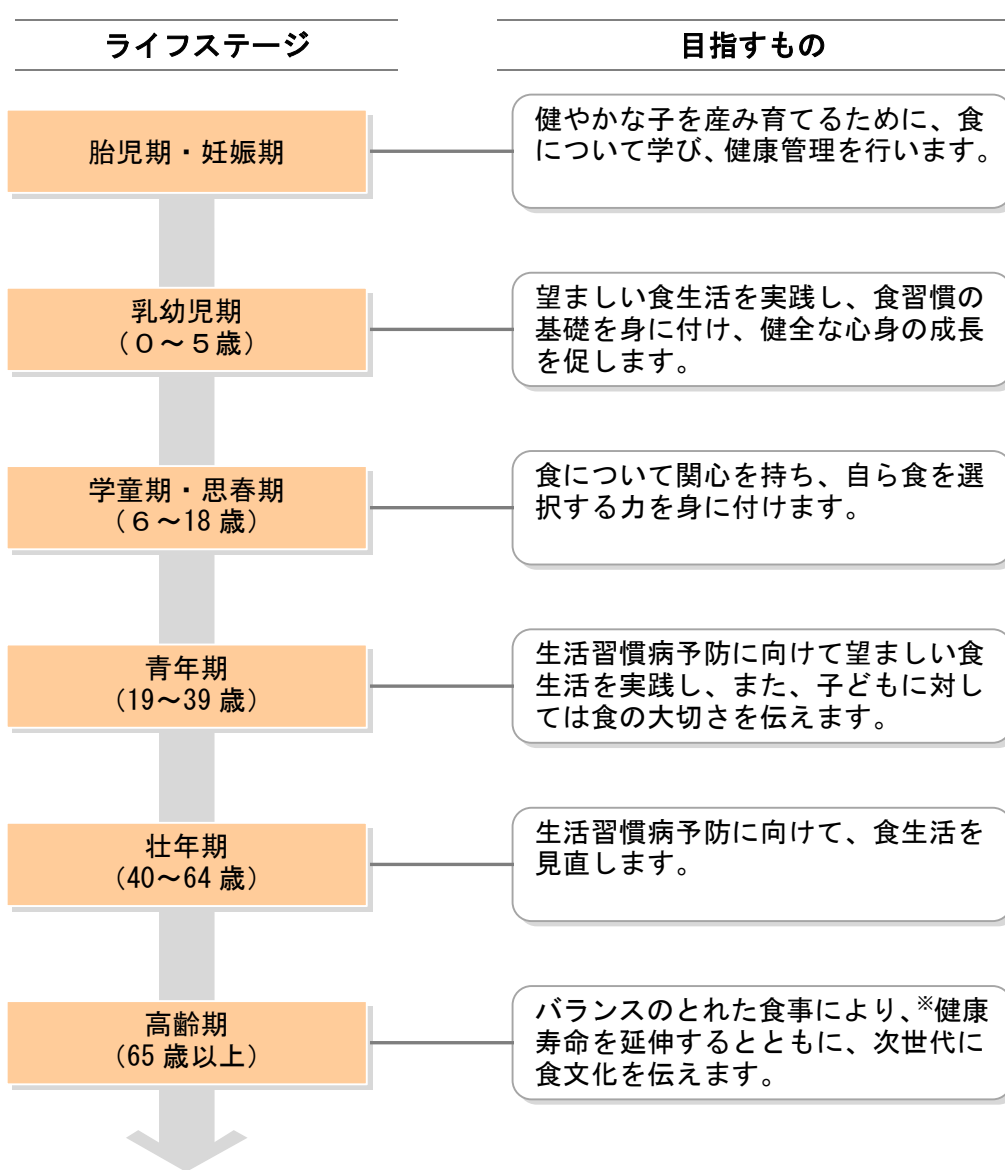 ライフステージ
目指すもの
胎児期・妊娠期
健やかな子を産み育てるために、食
について学び、健康管理を行います。
乳幼児期
（０～５歳）
望ましい食生活を実践し、食習慣の
基礎を身に付け、健全な心身の成長
を促します。
学童期・思春期
（６～18 歳）
食について関心を持ち、自ら食を選
択する力を身に付けます。
青年期
（19～39 歳）
生活習慣病予防に向けて望ましい食
生活を実践し、また、子どもに対し
ては食の大切さを伝えます。
壮年期
（40～64 歳）
生活習慣病予防に向けて、食生活を
見直します。
高齢期
（65 歳以上）
バランスのとれた食事により、※健康
寿命を延伸するとともに、次世代に
食文化を伝えます。